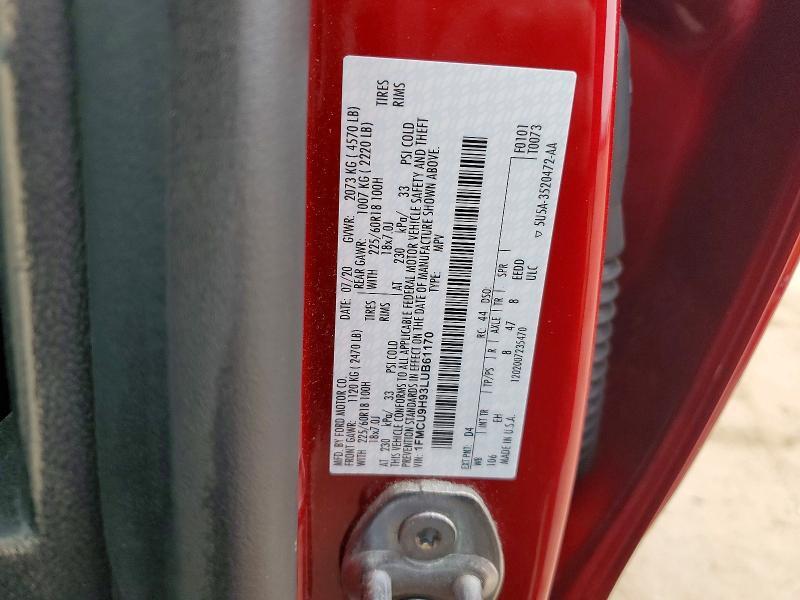 MFD. BY FORD MOTOR CO.
DATE: 07/20 GVWR: 2073 KG ( 4570 LB)
FRONT GAWR: 1120 KG ( 2470 LB) REAR GAWR: 1007 KG ( 2220 LB)
WITH 225/60R18 100H TIRES WITH 225/60R18 100H TIRES
18x7.0J RIMS 18x7.0J RIMS
AT 230 kPa/ 33 PSI COLD AT 230 kPa/ 33 PSI COLD
THIS VEHICLE CONFORMS TO ALL APPLICABLE FEDERAL MOTOR VEHICLE SAFETY AND THEFT
PREVENTION STANDARDS IN EFFECT ON THE DATE OF MANUFACTURE SHOWN ABOVE.
VIN: 1FMCU9H93LUB61170 TYPE: MPV
F0101
T0073
EXT PNT: D4 RC: 44 DSO:
WB INT TR TP/PS R AXLE TR SPR
106 EH 8 47 8 EEDD
MADE IN U.S.A. ULC
1202007235470
▽ 5USA-3520472-AA